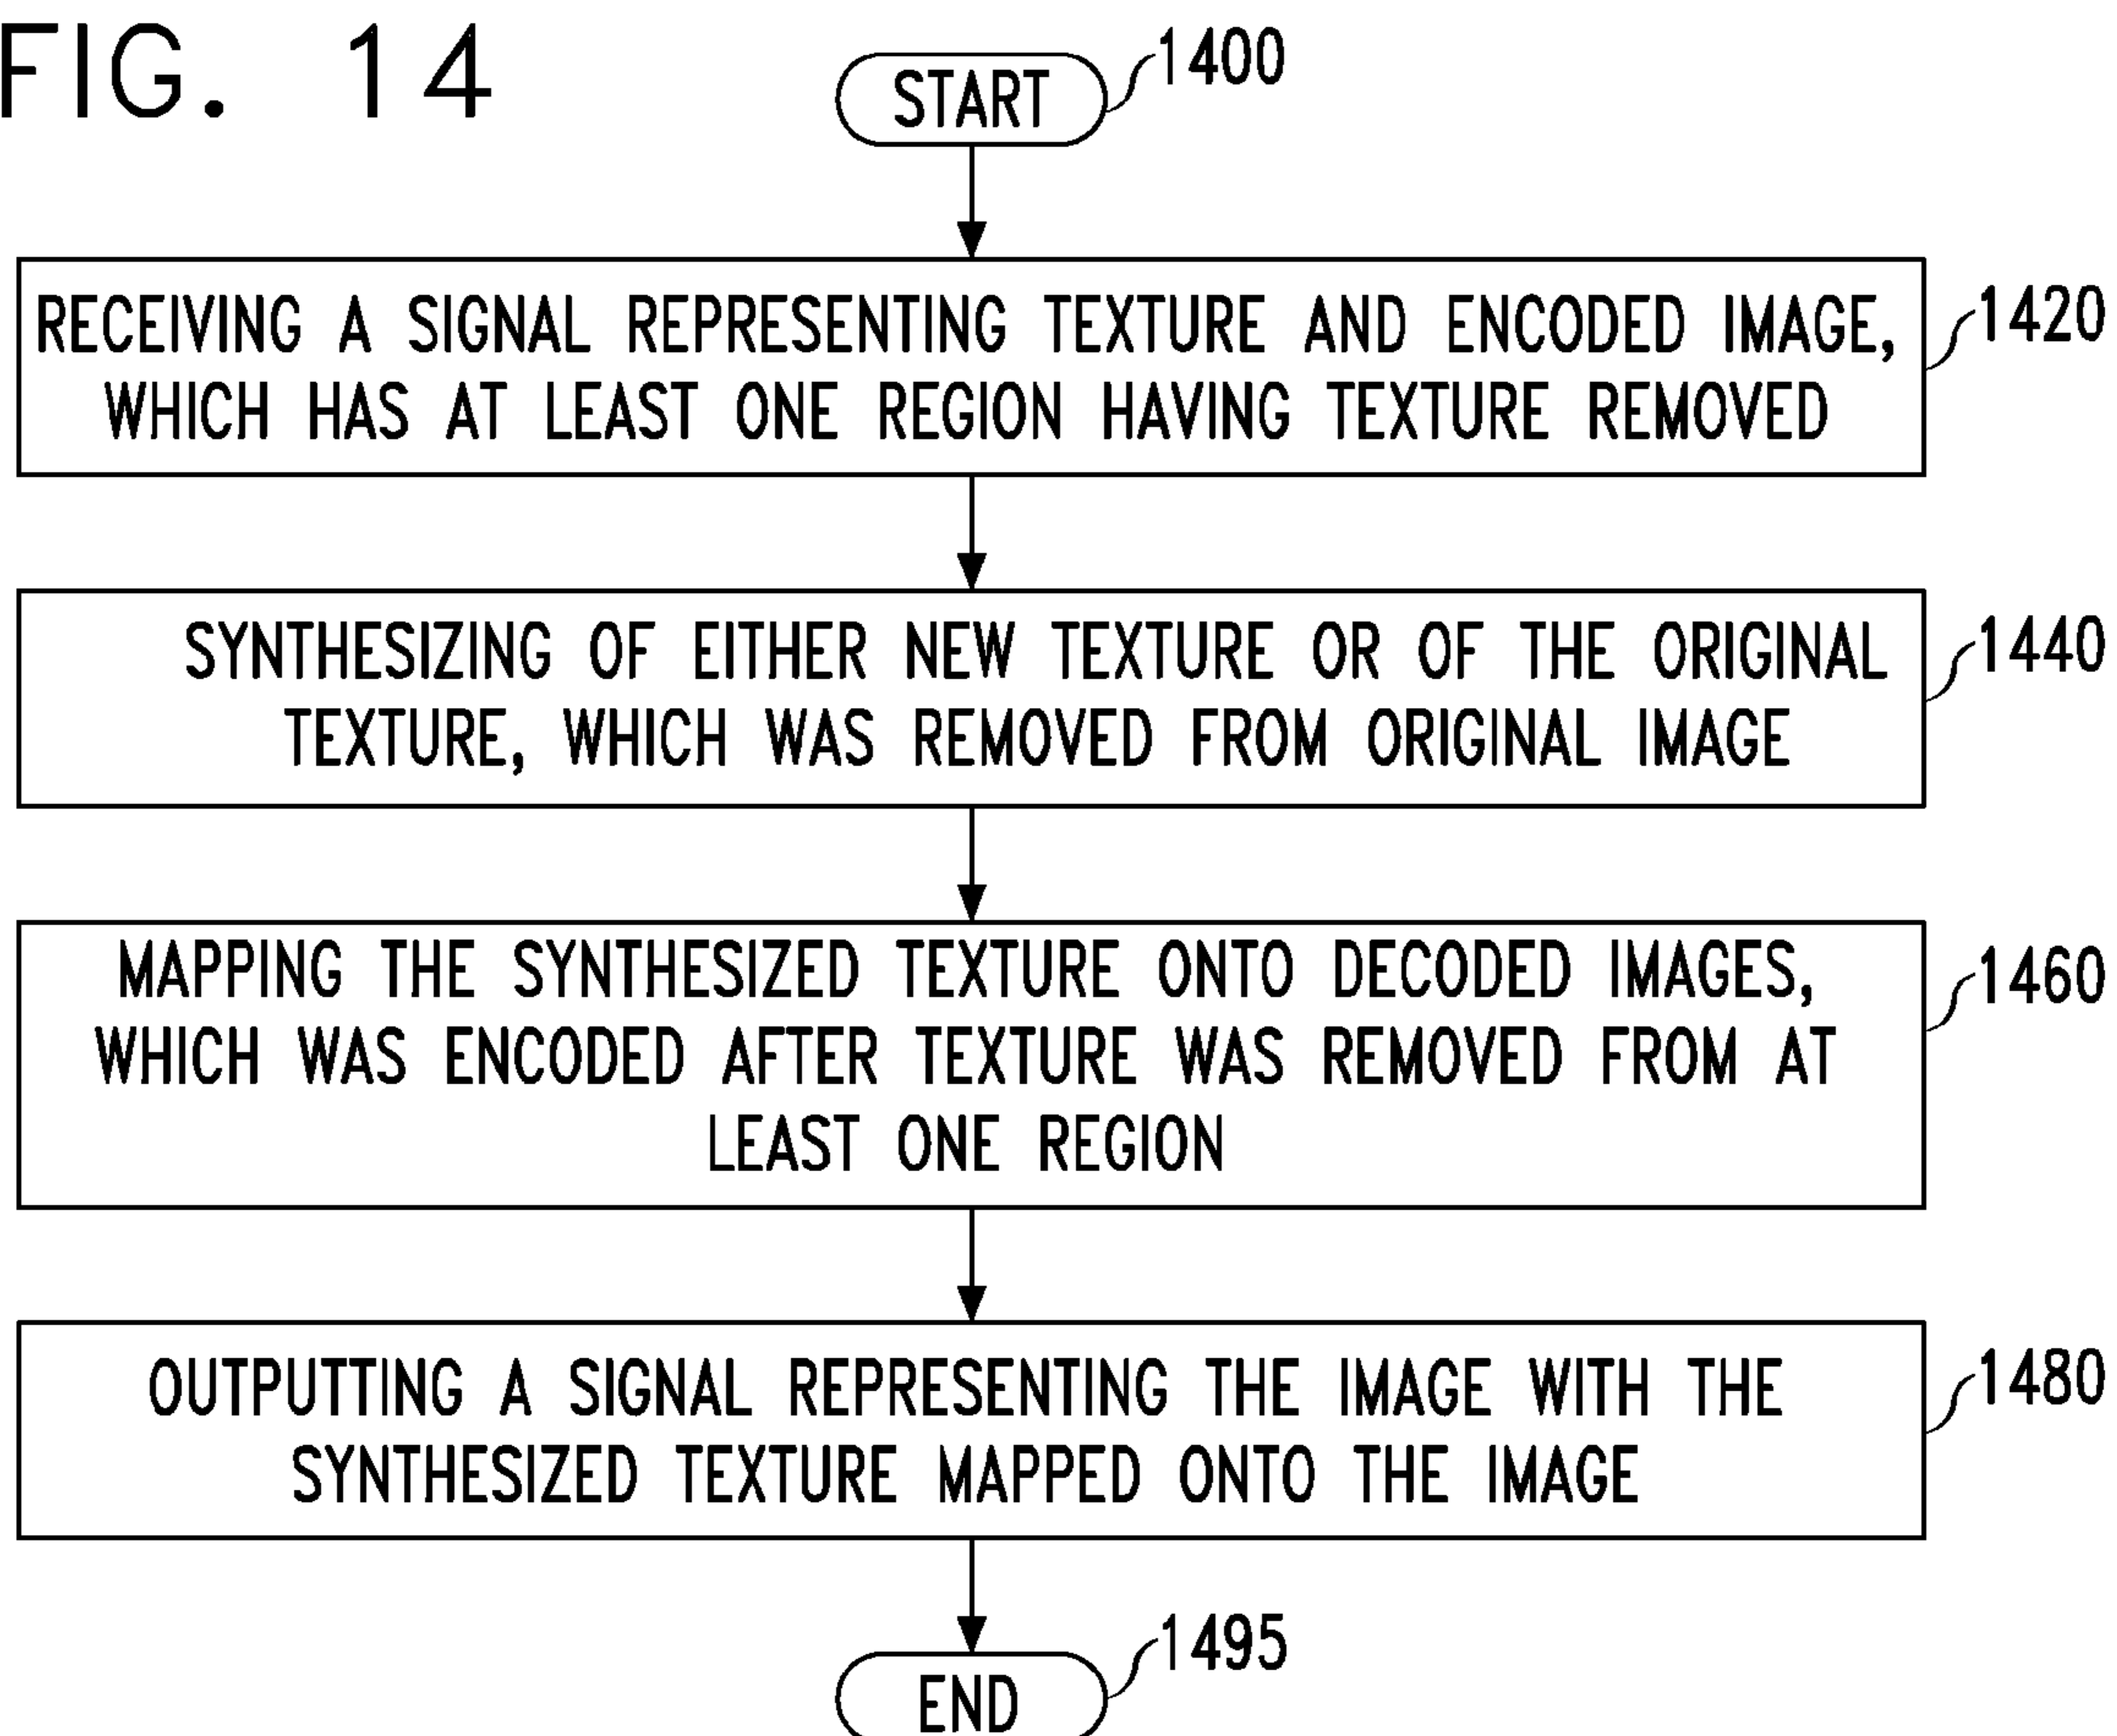 FIG. 14
START
1400
RECEIVING A SIGNAL REPRESENTING TEXTURE AND ENCODED IMAGE,
WHICH HAS AT LEAST ONE REGION HAVING TEXTURE REMOVED
1420
SYNTHESIZING OF EITHER NEW TEXTURE OR OF THE ORIGINAL
TEXTURE, WHICH WAS REMOVED FROM ORIGINAL IMAGE
1440
MAPPING THE SYNTHESIZED TEXTURE ONTO DECODED IMAGES,
WHICH WAS ENCODED AFTER TEXTURE WAS REMOVED FROM AT
LEAST ONE REGION
1460
OUTPUTTING A SIGNAL REPRESENTING THE IMAGE WITH THE
SYNTHESIZED TEXTURE MAPPED ONTO THE IMAGE
1480
END
1495